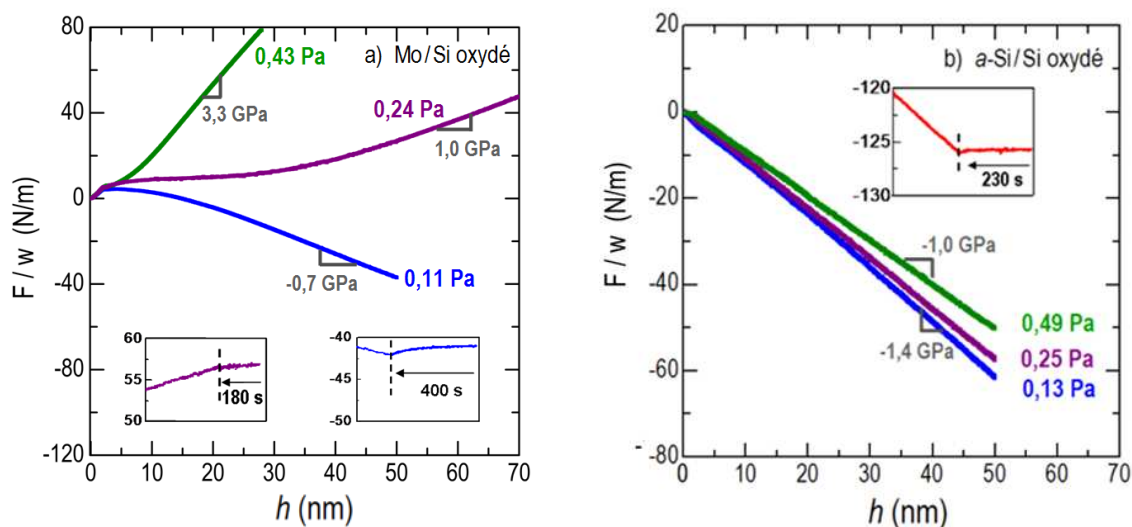 80
40
0
-40
-80
-120
F / w (N/m)
0 10 20 30 40 50 60 70
h (nm)
a) Mo/Si oxydé
0,43 Pa
3,3 GPa
0,24 Pa
1,0 GPa
-0,7 GPa
0,11 Pa
60
55
50
180 s
-40
-45
-50
400 s
20
0
-20
-40
-60
-80
F / w (N/m)
0 10 20 30 40 50 60 70
h (nm)
b) a-Si/Si oxydé
-120
-125
-130
230 s
-1,0 GPa
-1,4 GPa
0,49 Pa
0,25 Pa
0,13 Pa